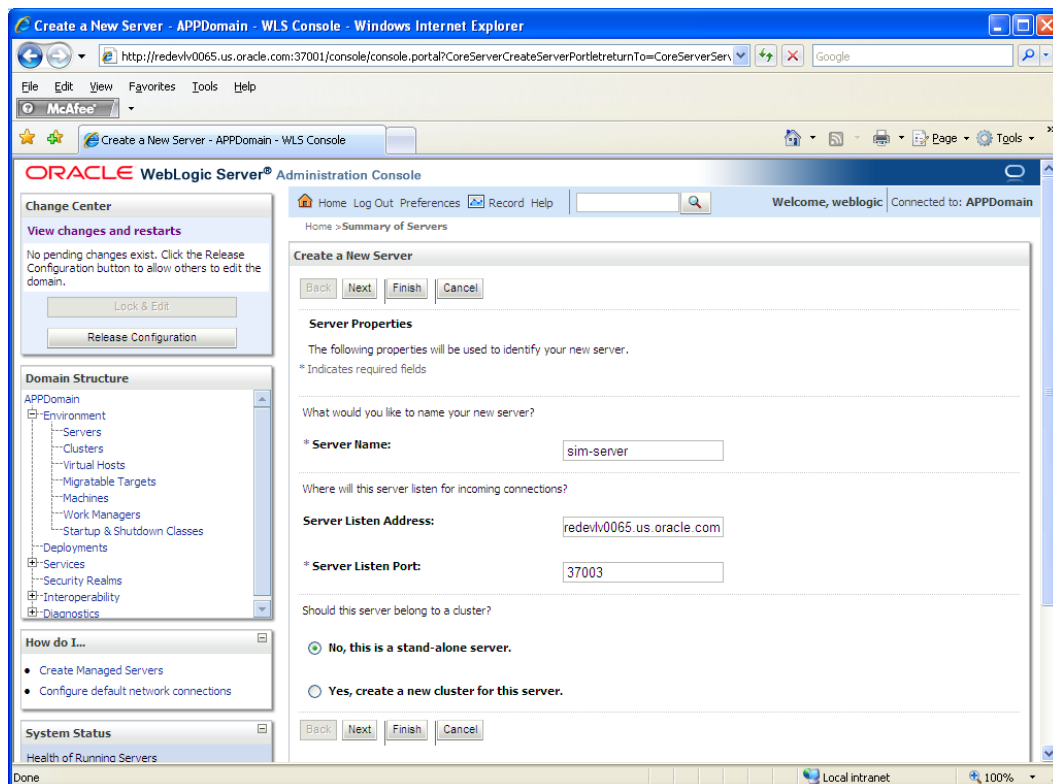 Create a New Server - APPDomain - WLS Console - Windows Internet Explorer
http://redevlv0065.us.oracle.com:37001/console/console.portal?CoreServerCreateServerPortletreturnTo=CoreServerSer
Google
File Edit View Favorites Tools Help
McAfee
Create a New Server - APPDomain - WLS Console
Page Tools
ORACLE WebLogic Server® Administration Console
Change Center
View changes and restarts
No pending changes exist. Click the Release
Configuration button to allow others to edit the
domain.
Lock & Edit
Release Configuration
Domain Structure
APPDomain
Environment
Servers
Clusters
Virtual Hosts
Migratable Targets
Machines
Work Managers
Startup & Shutdown Classes
Deployments
Services
Security Realms
Interoperability
Diagnostics
How do I...
Create Managed Servers
Configure default network connections
System Status
Health of Running Servers
Home Log Out Preferences Record Help
Welcome, weblogic Connected to: APPDomain
Home >Summary of Servers
Create a New Server
Back Next Finish Cancel
Server Properties
The following properties will be used to identify your new server.
* Indicates required fields
What would you like to name your new server?
* Server Name: sim-server
Where will this server listen for incoming connections?
Server Listen Address: redevlv0065.us.oracle.com
* Server Listen Port: 37003
Should this server belong to a cluster?
No, this is a stand-alone server.
Yes, create a new cluster for this server.
Back Next Finish Cancel
Done Local intranet 100%